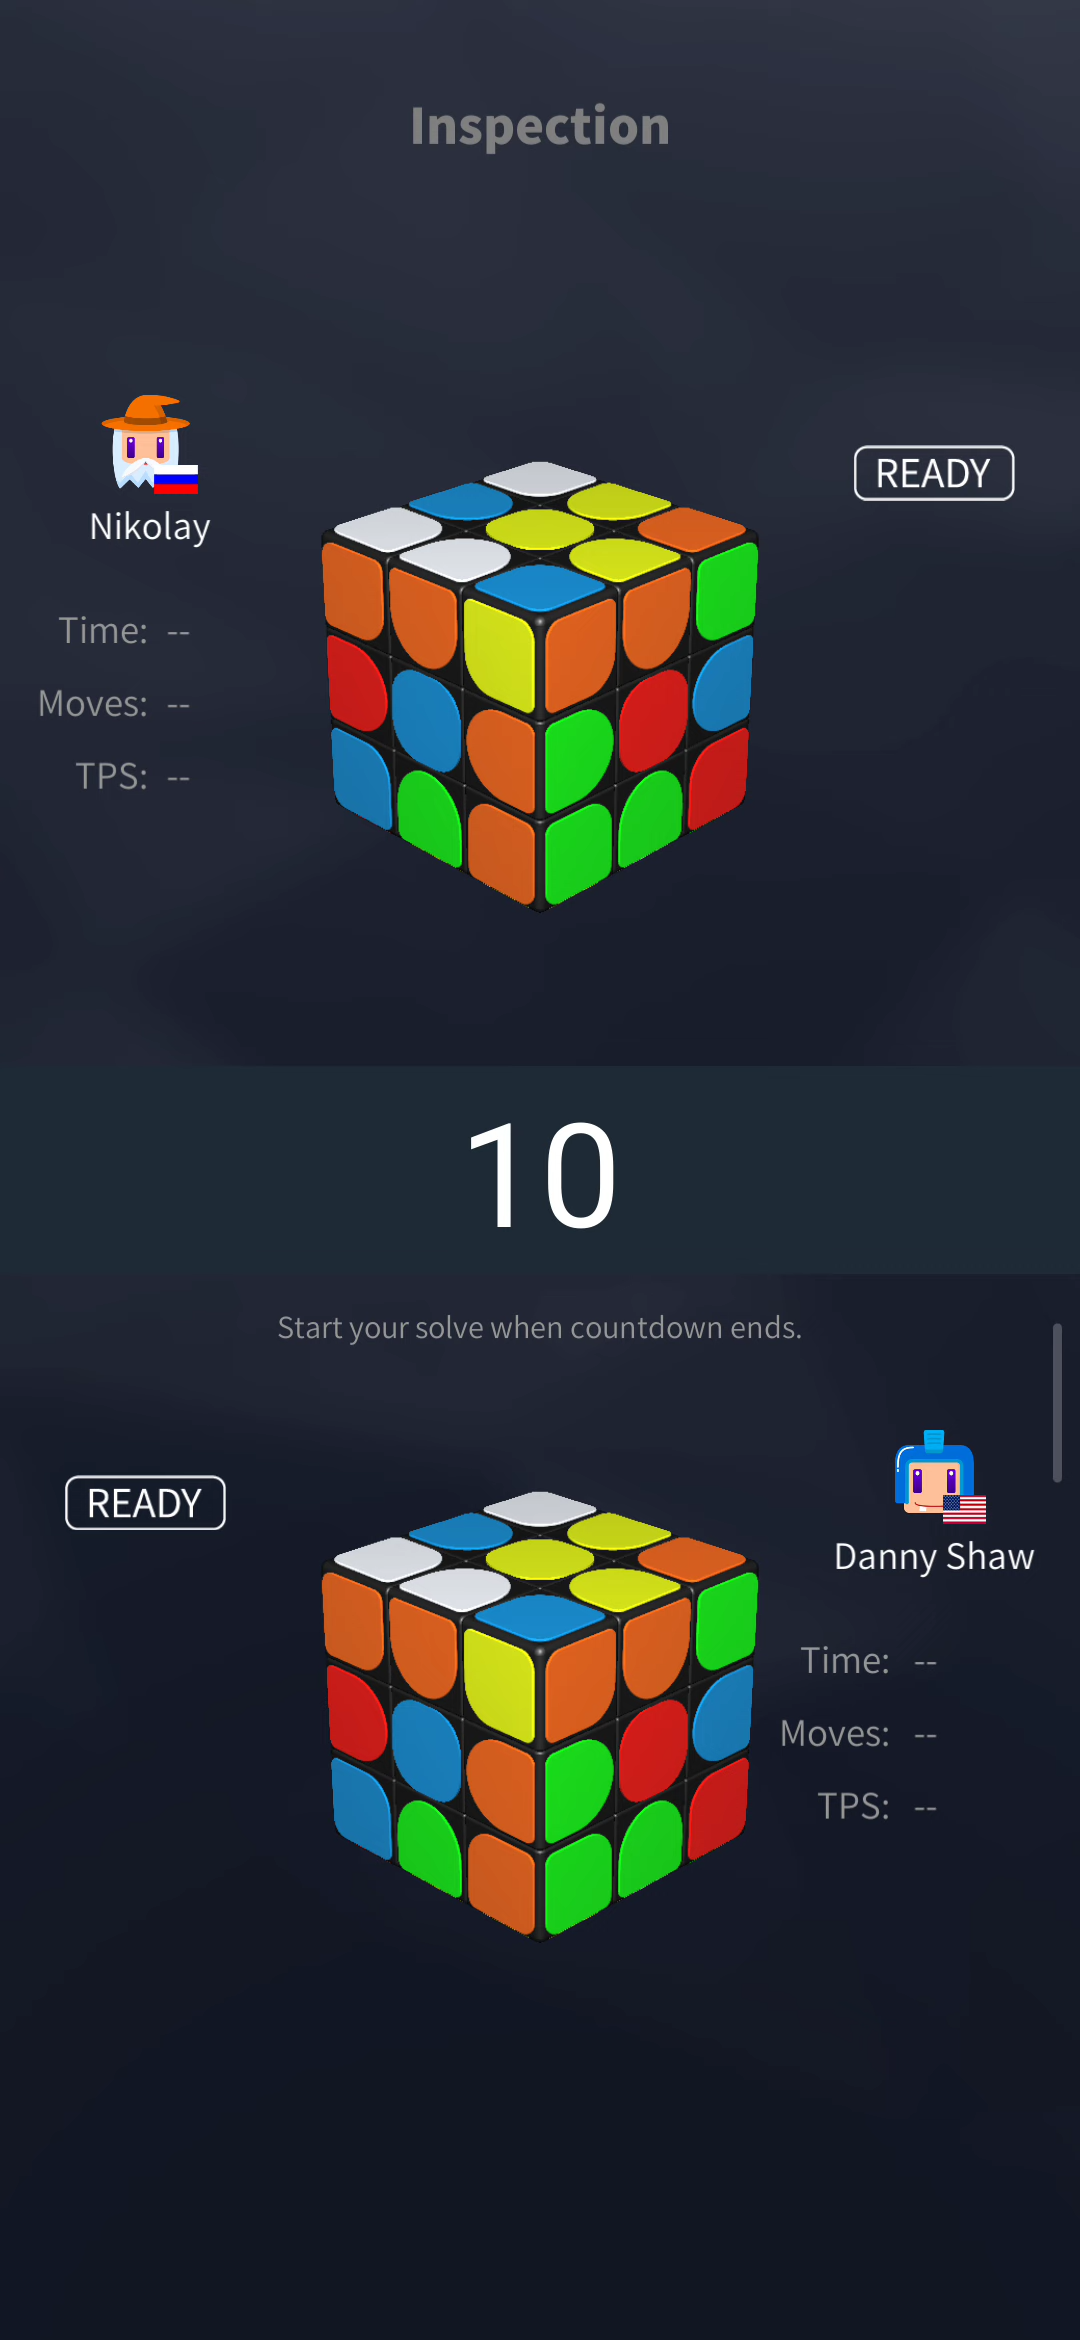 Inspection
READY
Nikolay
Time: --
Moves: --
TPS: --
10
Start your solve when countdown ends.
READY
Danny Shaw
Time: --
Moves: --
TPS: --